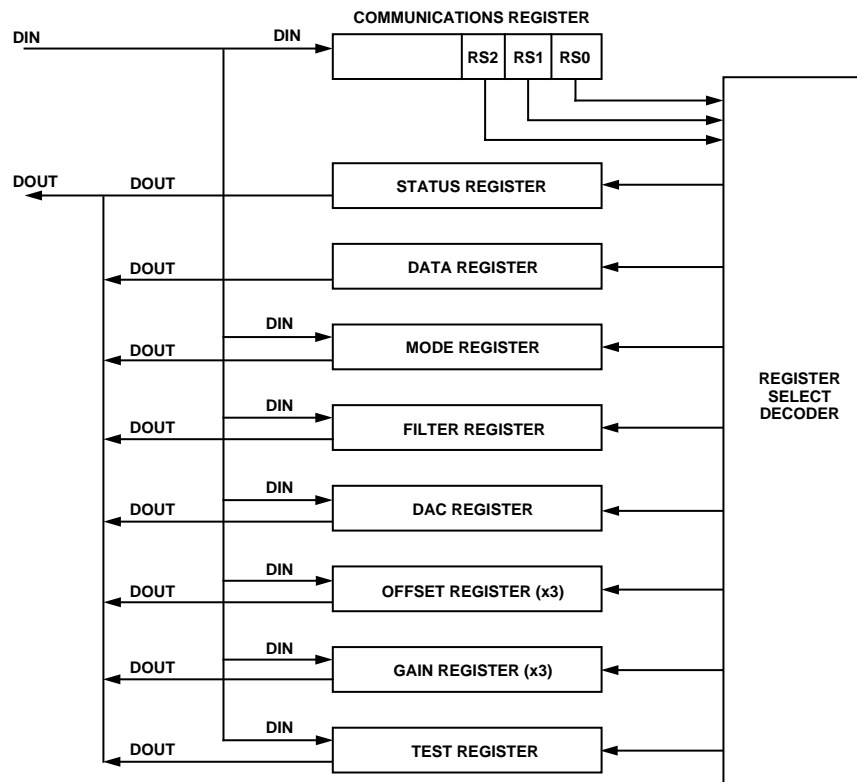 COMMUNICATIONS REGISTER
DIN
DIN
RS2
RS1
RS0
DOUT
DOUT
STATUS REGISTER
DOUT
DATA REGISTER
DIN
DOUT
MODE REGISTER
REGISTER
SELECT
DECODER
DIN
DOUT
FILTER REGISTER
DIN
DOUT
DAC REGISTER
DIN
DOUT
OFFSET REGISTER (x3)
DIN
DOUT
GAIN REGISTER (x3)
DIN
DOUT
TEST REGISTER